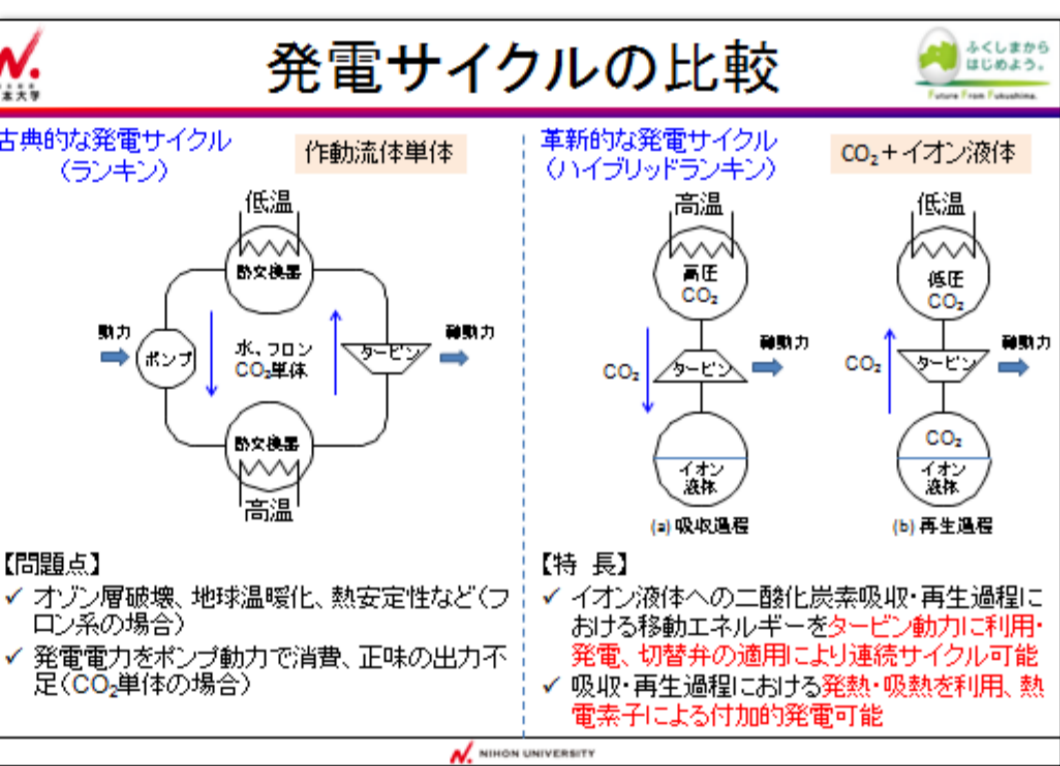 発電サイクルの比較
ふくしまから
はじめよう。
Future From Fukushima.
本大学
古典的な発電サイクル
(ランキン)
作動流体単体
低温
熱交換器
動力
ポンプ
水、フロン
CO₂単体
タービン
軸動力
熱交換器
高温
【問題点】
✓ オゾン層破壊、地球温暖化、熱安定性など(フ
ロン系の場合)
✓ 発電電力をポンプ動力で消費、正味の出力不
足(CO₂単体の場合)
革新的な発電サイクル
(ハイブリッドランキン)
CO₂+イオン液体
高温
高圧
CO₂
CO₂
タービン
軸動力
イオン
液体
(a) 吸収過程
低温
低圧
CO₂
CO₂
タービン
軸動力
CO₂
イオン
液体
(b) 再生過程
【特 長】
✓ イオン液体への二酸化炭素吸収・再生過程に
おける移動エネルギーをタービン動力に利用・
発電、切替弁の適用により連続サイクル可能
✓ 吸収・再生過程における発熱・吸熱を利用、熱
電素子による付加的発電可能
NIHON UNIVERSITY